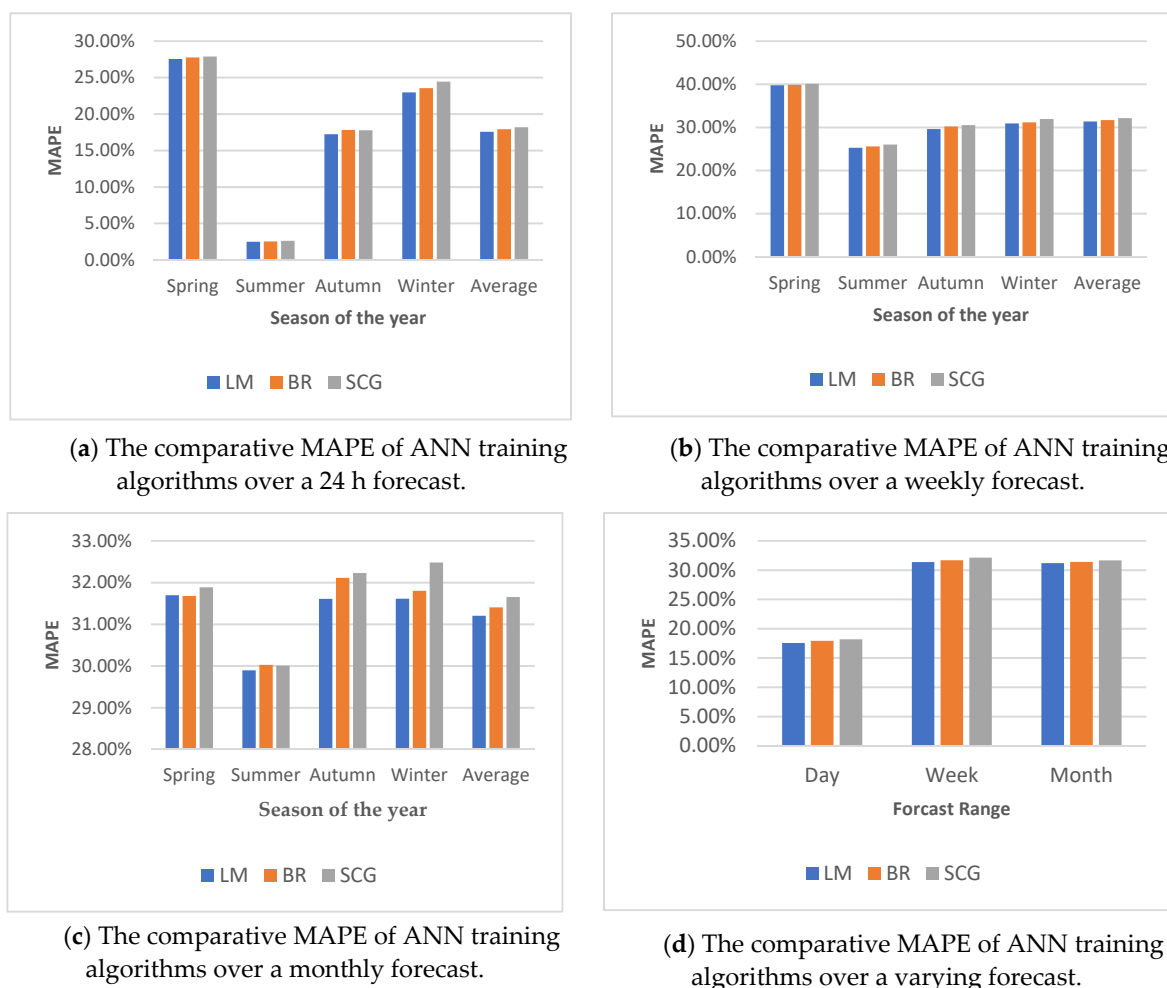 30.00%
25.00%
20.00%
15.00%
10.00%
5.00%
0.00%
MAPE
Spring Summer Autumn Winter Average
Season of the year
LM BR SCG
(a) The comparative MAPE of ANN training
algorithms over a 24 h forecast.
50.00%
40.00%
30.00%
20.00%
10.00%
0.00%
MAPE
Spring Summer Autumn Winter Average
Season of the year
LM BR SCG
(b) The comparative MAPE of ANN training
algorithms over a weekly forecast.
33.00%
32.00%
31.00%
30.00%
29.00%
28.00%
MAPE
Spring Summer Autumn Winter Average
Season of the year
LM BR SCG
(c) The comparative MAPE of ANN training
algorithms over a monthly forecast.
35.00%
30.00%
25.00%
20.00%
15.00%
10.00%
5.00%
0.00%
MAPE
Day Week Month
Forcast Range
LM BR SCG
(d) The comparative MAPE of ANN training
algorithms over a varying forecast.